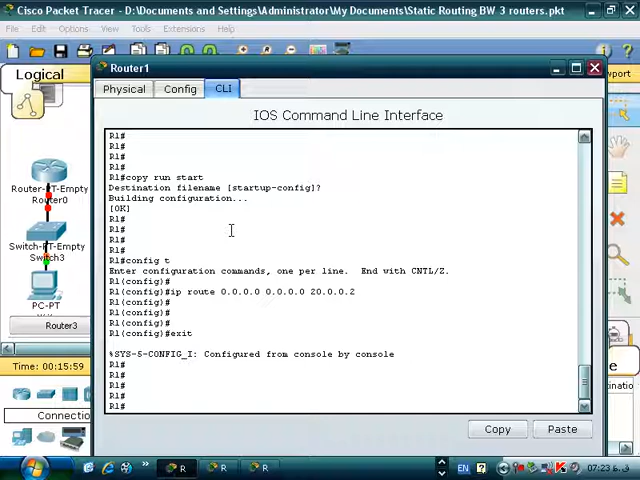 Cisco Packet Tracer - D:\Documents and Settings\Administrator\My Documents\Static Routing BW 3 routers.pkt
File Edit Options View Tools Extensions Help
Logical
port
Router1
Physical Config CLI
IOS Command Line Interface
R1#
R1#
R1#
R1#
R1#copy run start
Destination filename [startup-config]?
Building configuration...
[OK]
R1#
R1#
R1#
R1#
R1#config t
Enter configuration commands, one per line. End with CNTL/Z.
R1(config)#
R1(config)#ip route 0.0.0.0 0.0.0.0 20.0.0.2
R1(config)#
R1(config)#
R1(config)#
R1(config)#exit
%SYS-5-CONFIG_I: Configured from console by console
R1#
R1#
R1#
R1#
R1#
Copy Paste
Router-PT-Empty
Router0
Switch-PT-Empty
Switch3
PC-PT
Router3
Time: 00:15:59
Connection
R R R
EN
07:23